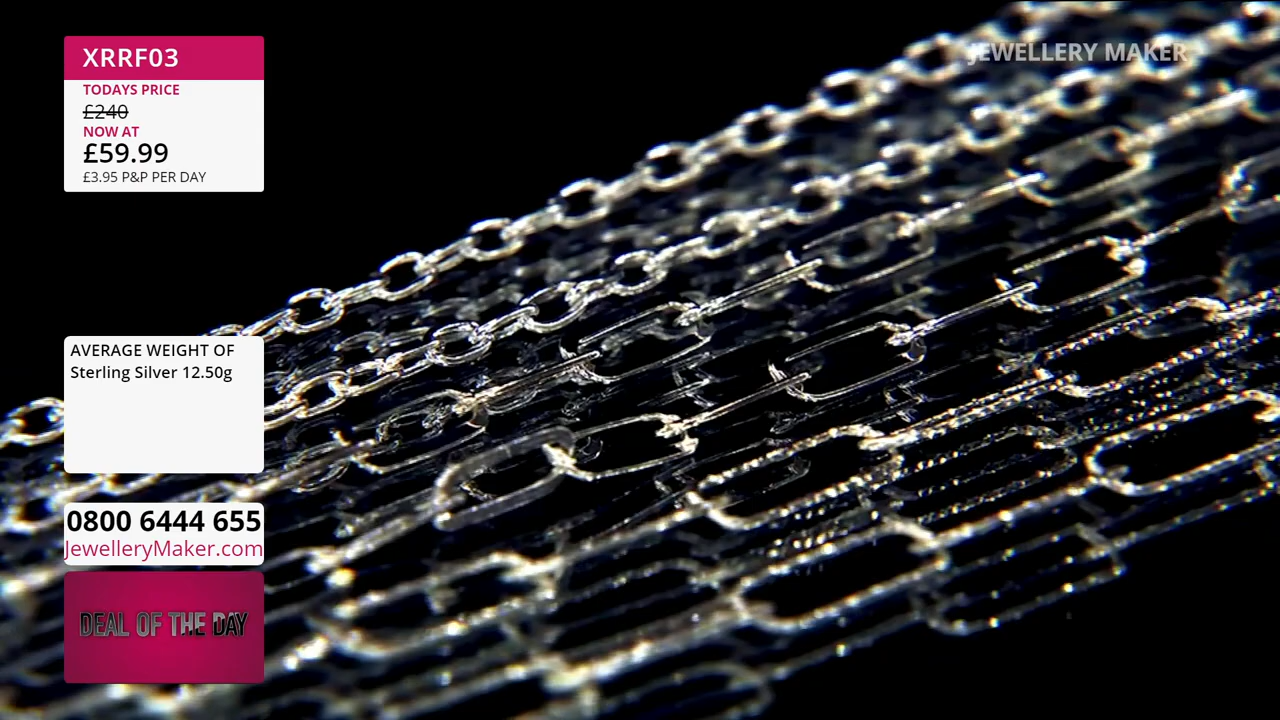 XRRF03
TODAYS PRICE
£240
NOW AT
£59.99
£3.95 P&P PER DAY
AVERAGE WEIGHT OF
Sterling Silver 12.50g
0800 6444 655
JewelleryMaker.com
DEAL OF THE DAY
JEWELLERY MAKER